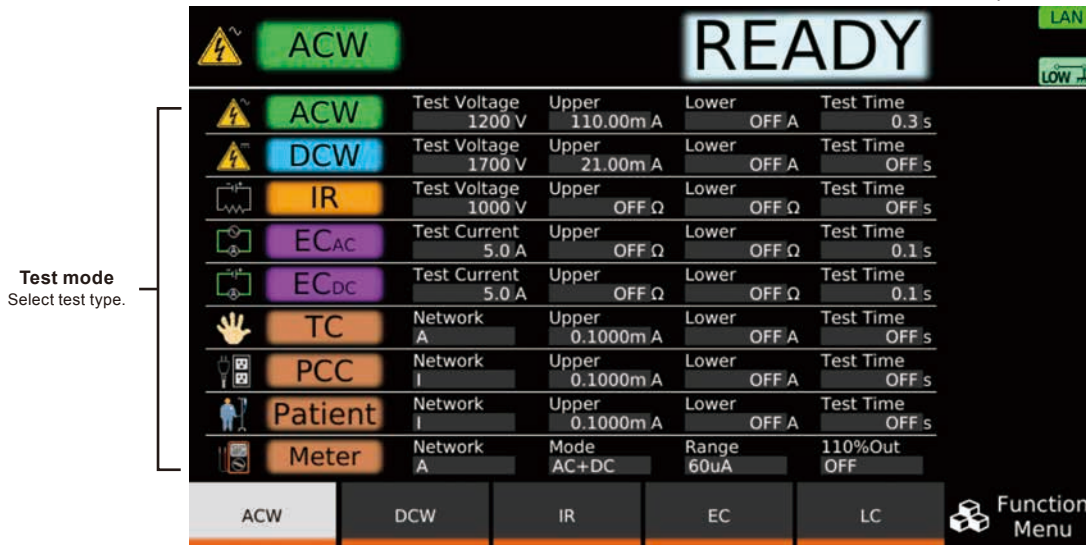 LAN
ACW READY
LOW
ACW Test Voltage 1200 V Upper 110.00m A Lower OFF A Test Time 0.3 s
DCW Test Voltage 1700 V Upper 21.00m A Lower OFF A Test Time OFF s
IR Test Voltage 1000 V Upper OFF Ω Lower OFF Ω Test Time OFF s
ECAC Test Current 5.0 A Upper OFF Ω Lower OFF Ω Test Time 0.1 s
ECDC Test Current 5.0 A Upper OFF Ω Lower OFF Ω Test Time 0.1 s
Test mode
Select test type.
TC Network A Upper 0.1000m A Lower OFF A Test Time OFF s
PCC Network I Upper 0.1000m A Lower OFF A Test Time OFF s
Patient Network I Upper 0.1000m A Lower OFF A Test Time OFF s
Meter Network A Mode AC+DC Range 60uA 110%Out OFF
ACW DCW IR EC LC Function Menu